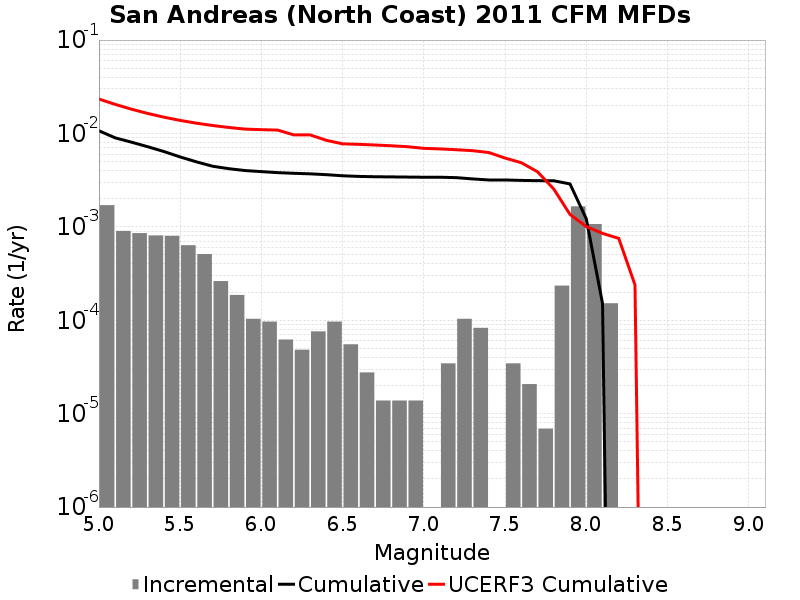 San Andreas (North Coast) 2011 CFM MFDs
10-1
10-2
10-3
10-4
10-5
10-6
Rate (1/yr)
5.0 5.5 6.0 6.5 7.0 7.5 8.0 8.5 9.0
Magnitude
Incremental Cumulative UCERF3 Cumulative